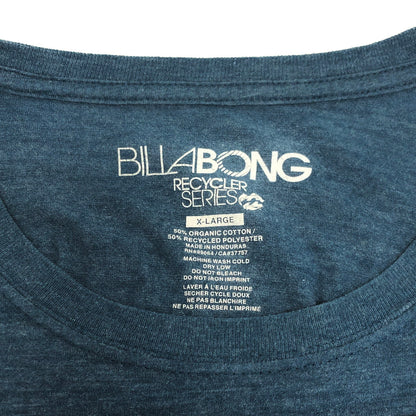 BILLABONG
RECYCLER
SERIES
X-LARGE
50% ORGANIC COTTON /
50% RECYCLED POLYESTER
MADE IN HONDURAS
MACHINE WASH COLD
DRY LOW
DO NOT BLEACH
DO NOT IRON IMPRINT
LAVER À L'EAU FROIDE
SECHER CYCLE DOUX
NE PAS BLANCHIRE
NE PAS REPASSER L'IMPRIME